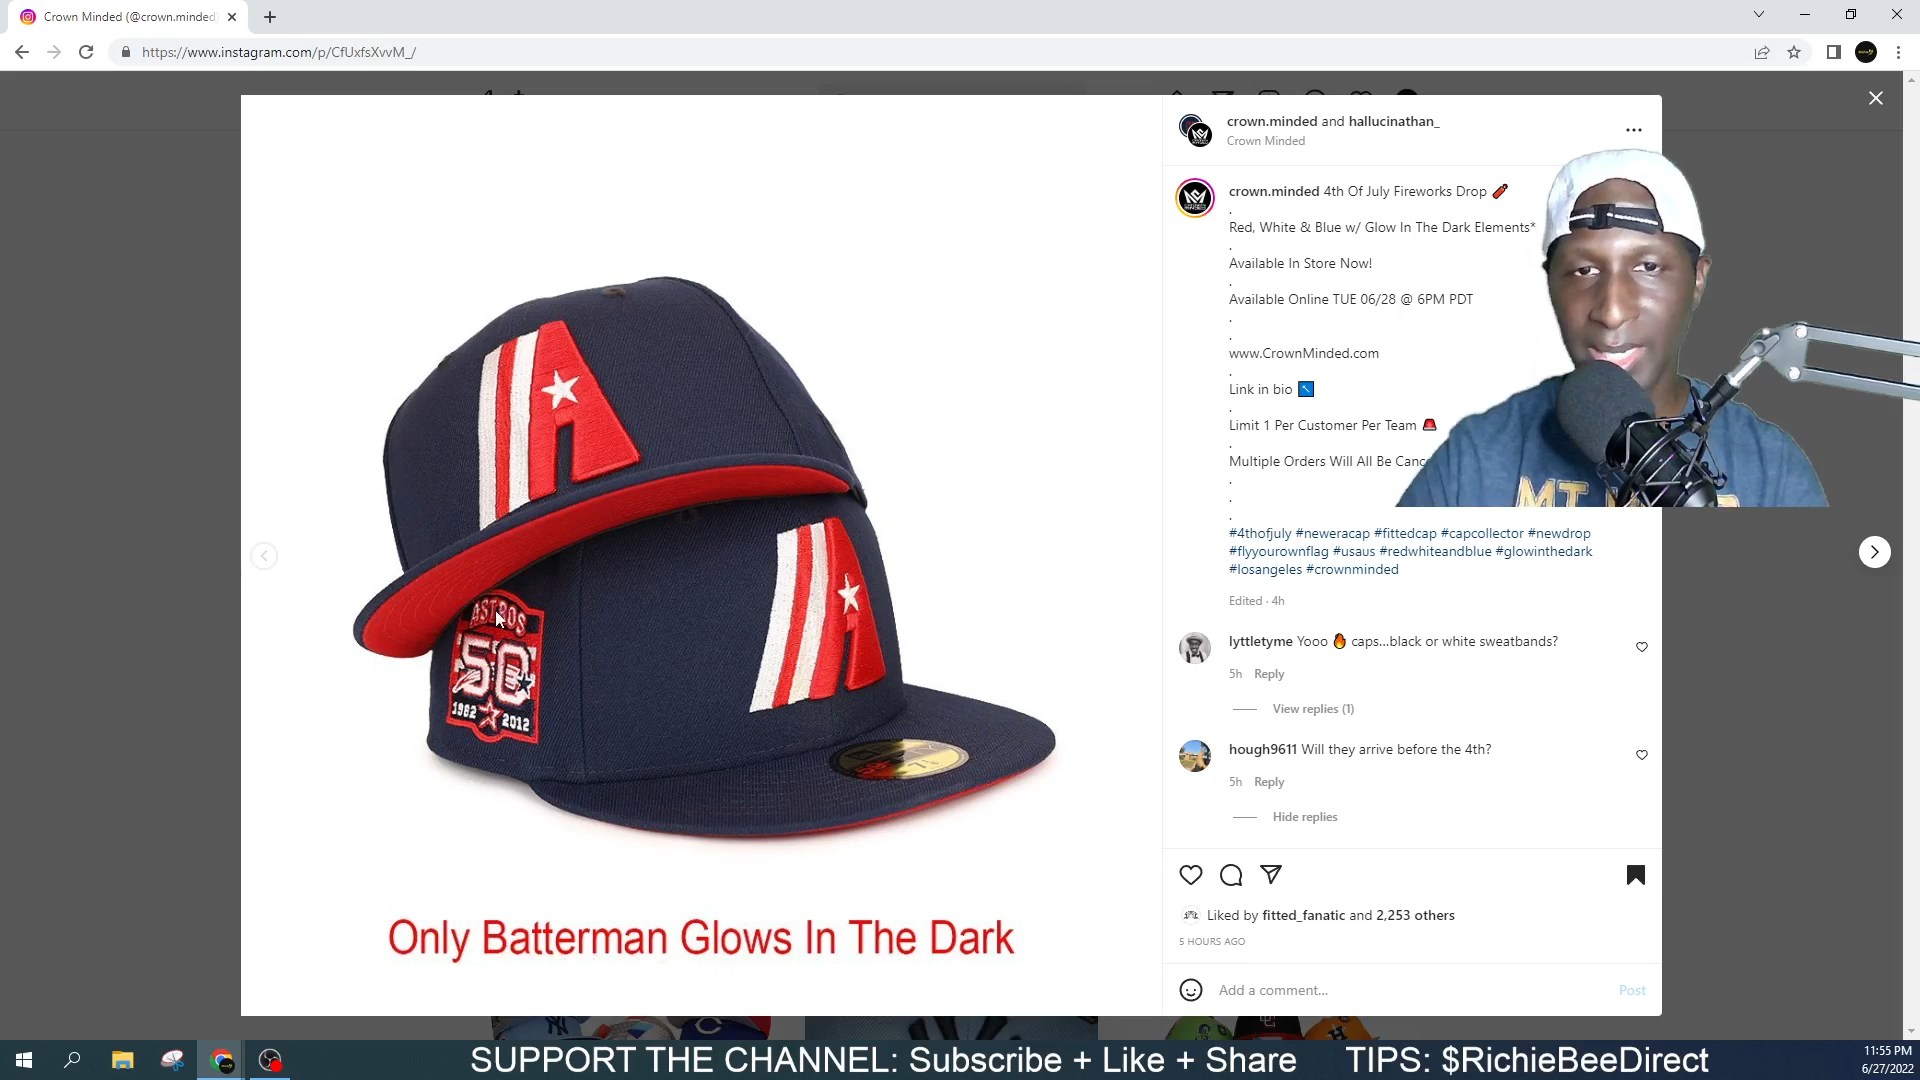 Crown Minded (@crown.minded)
https://www.instagram.com/p/CfUxfsXvvM_/
crown.minded and hallucinathan_
Crown Minded
crown.minded 4th Of July Fireworks Drop 🧨
.
Red, White & Blue w/ Glow In The Dark Elements*
.
Available In Store Now!
.
Available Online TUE 06/28 @ 6PM PDT
.
.
www.CrownMinded.com
.
Link in bio ↖️
.
Limit 1 Per Customer Per Team 🚨
.
Multiple Orders Will All Be Canc
.
.
.
#4thofjuly #neweracap #fittedcap #capcollector #newdrop
#flyyourownflag #usaus #redwhiteandblue #glowinthedark
#losangeles #crownminded
Edited · 4h
lyttletyme Yooo 🔥 caps...black or white sweatbands?
5h Reply
View replies (1)
hough9611 Will they arrive before the 4th?
5h Reply
Hide replies
Liked by fitted_fanatic and 2,253 others
5 HOURS AGO
Add a comment...
Post
A
A
ASTROS
50
1962 2012
Only Batterman Glows In The Dark
SUPPORT THE CHANNEL: Subscribe + Like + Share TIPS: $RichieBeeDirect
11:55 PM
6/27/2022